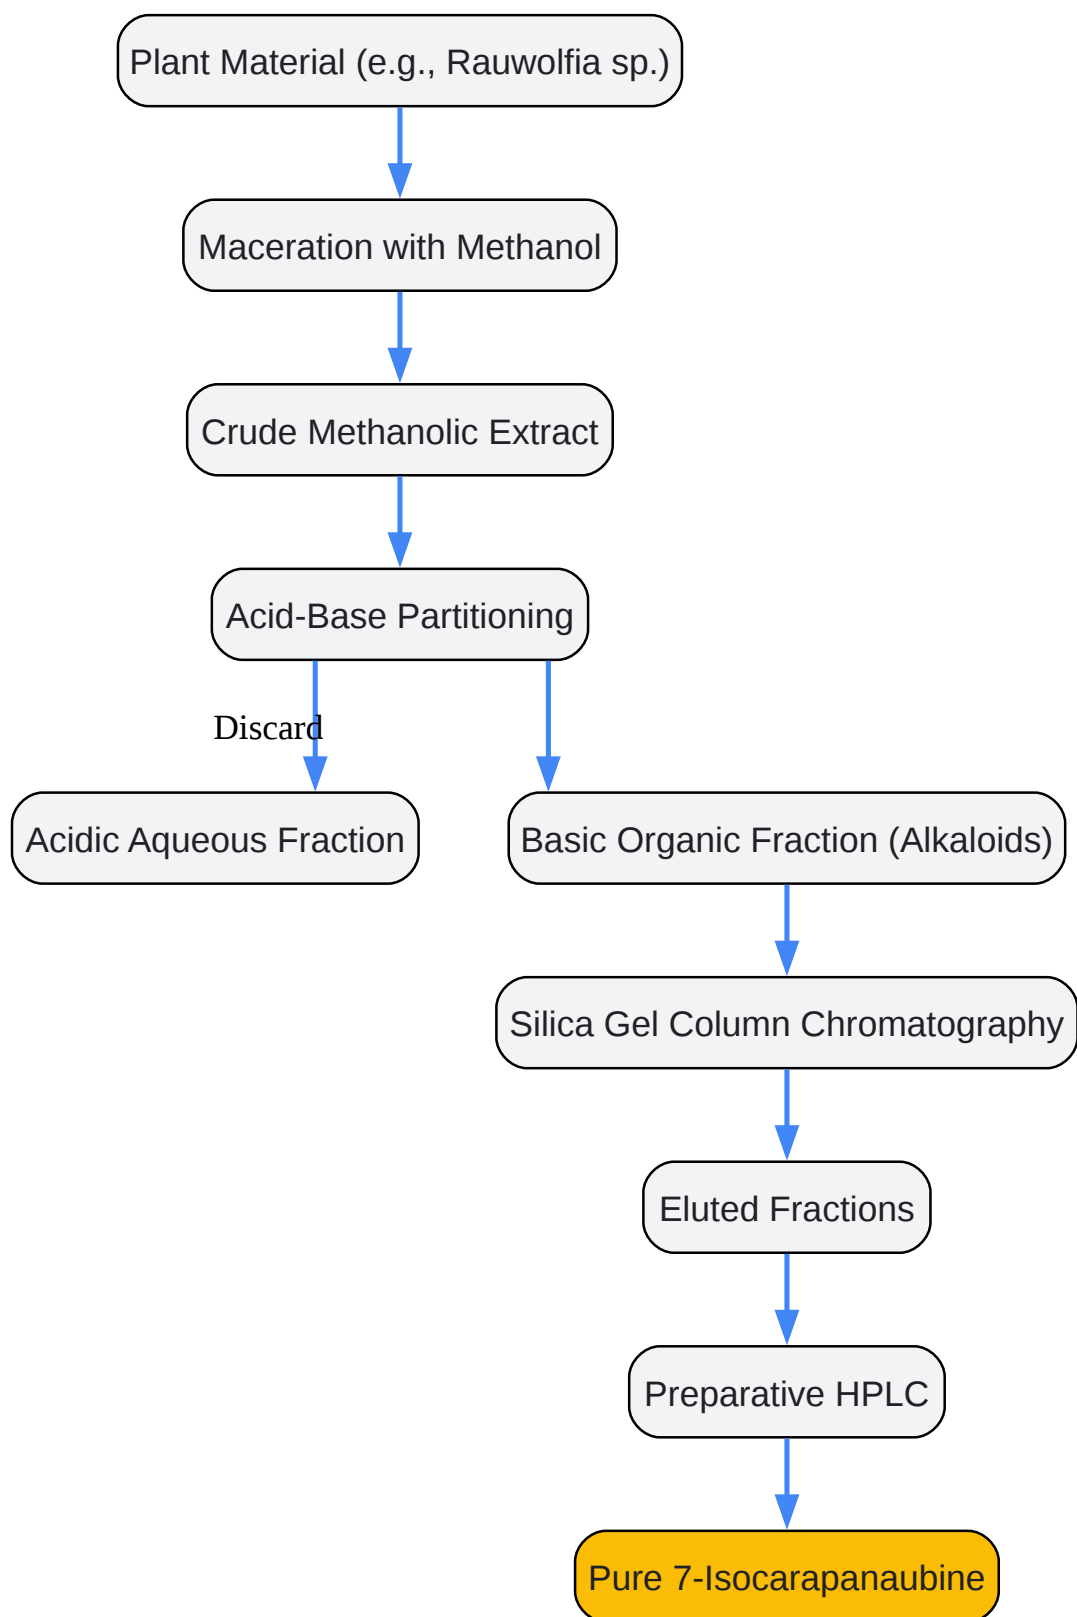 Plant Material (e.g., Rauwolfia sp.)
Maceration with Methanol
Crude Methanolic Extract
Acid-Base Partitioning
Discard
Acidic Aqueous Fraction
Basic Organic Fraction (Alkaloids)
Silica Gel Column Chromatography
Eluted Fractions
Preparative HPLC
Pure 7-Isocarapanaubine